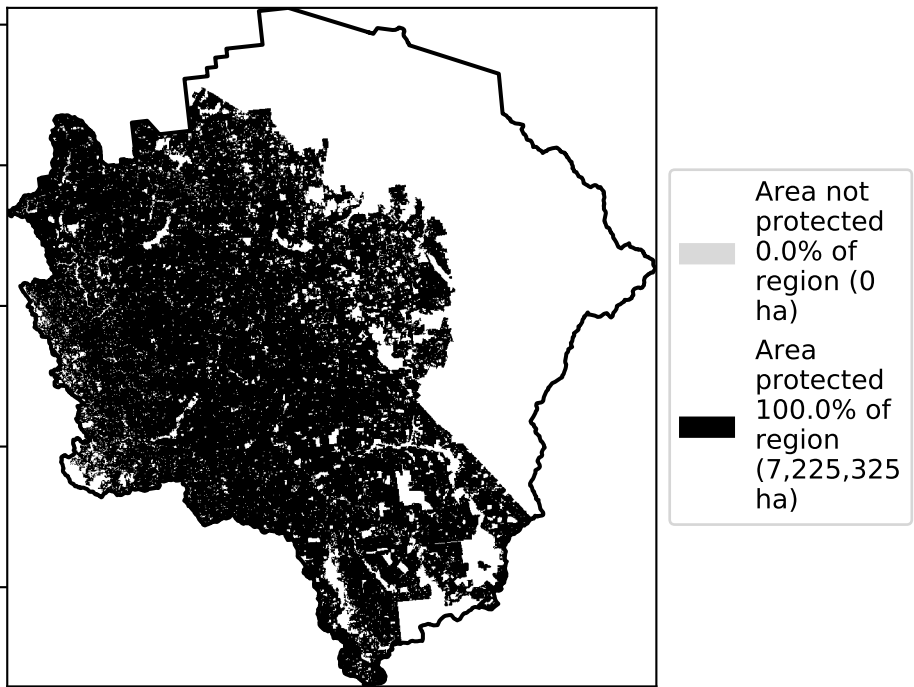 Area not
protected
0.0% of
region (0
ha)
Area
protected
100.0% of
region
(7,225,325
ha)